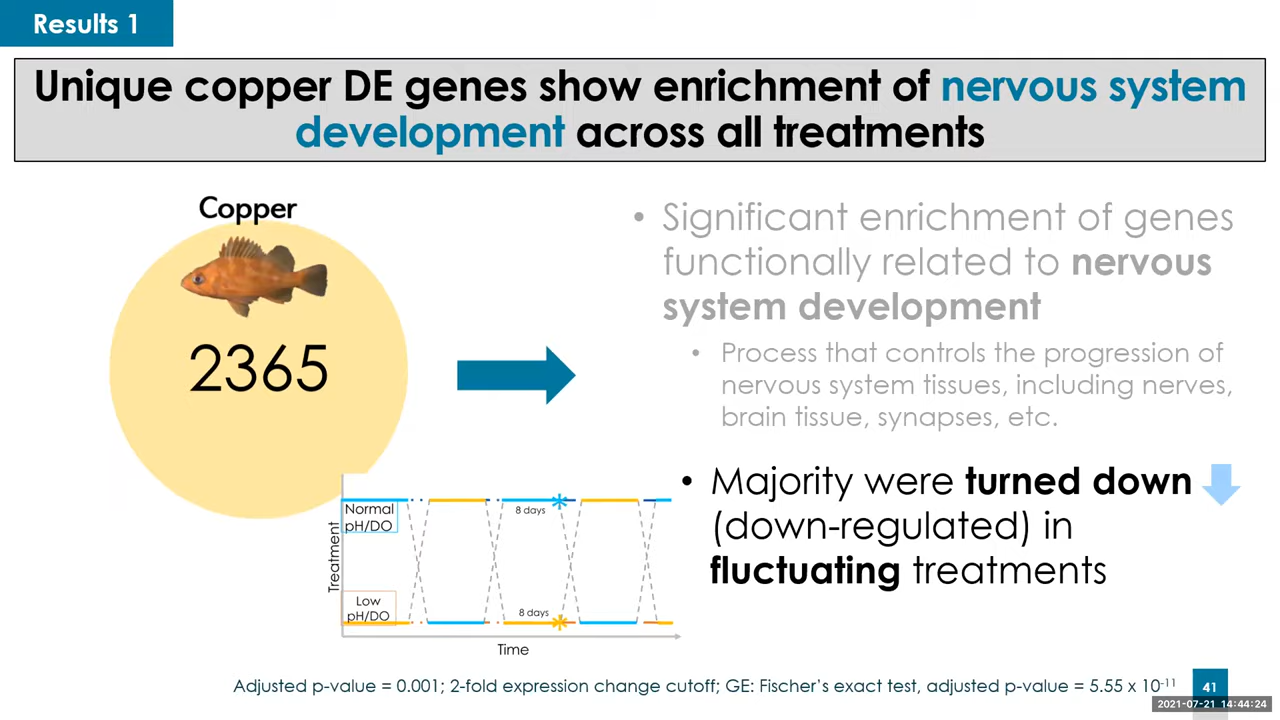 Results 1
Unique copper DE genes show enrichment of nervous system
development across all treatments
Copper
2365
• Significant enrichment of genes
functionally related to nervous
system development
• Process that controls the progression of
nervous system tissues, including nerves,
brain tissue, synapses, etc.
• Majority were turned down
(down-regulated) in
fluctuating treatments
Treatment
Normal
pH/DO
8 days
Low
pH/DO
8 days
Time
Adjusted p-value = 0.001; 2-fold expression change cutoff; GE: Fischer's exact test, adjusted p-value = 5.55 x 10⁻¹¹
41
2021-07-21 14:44:24